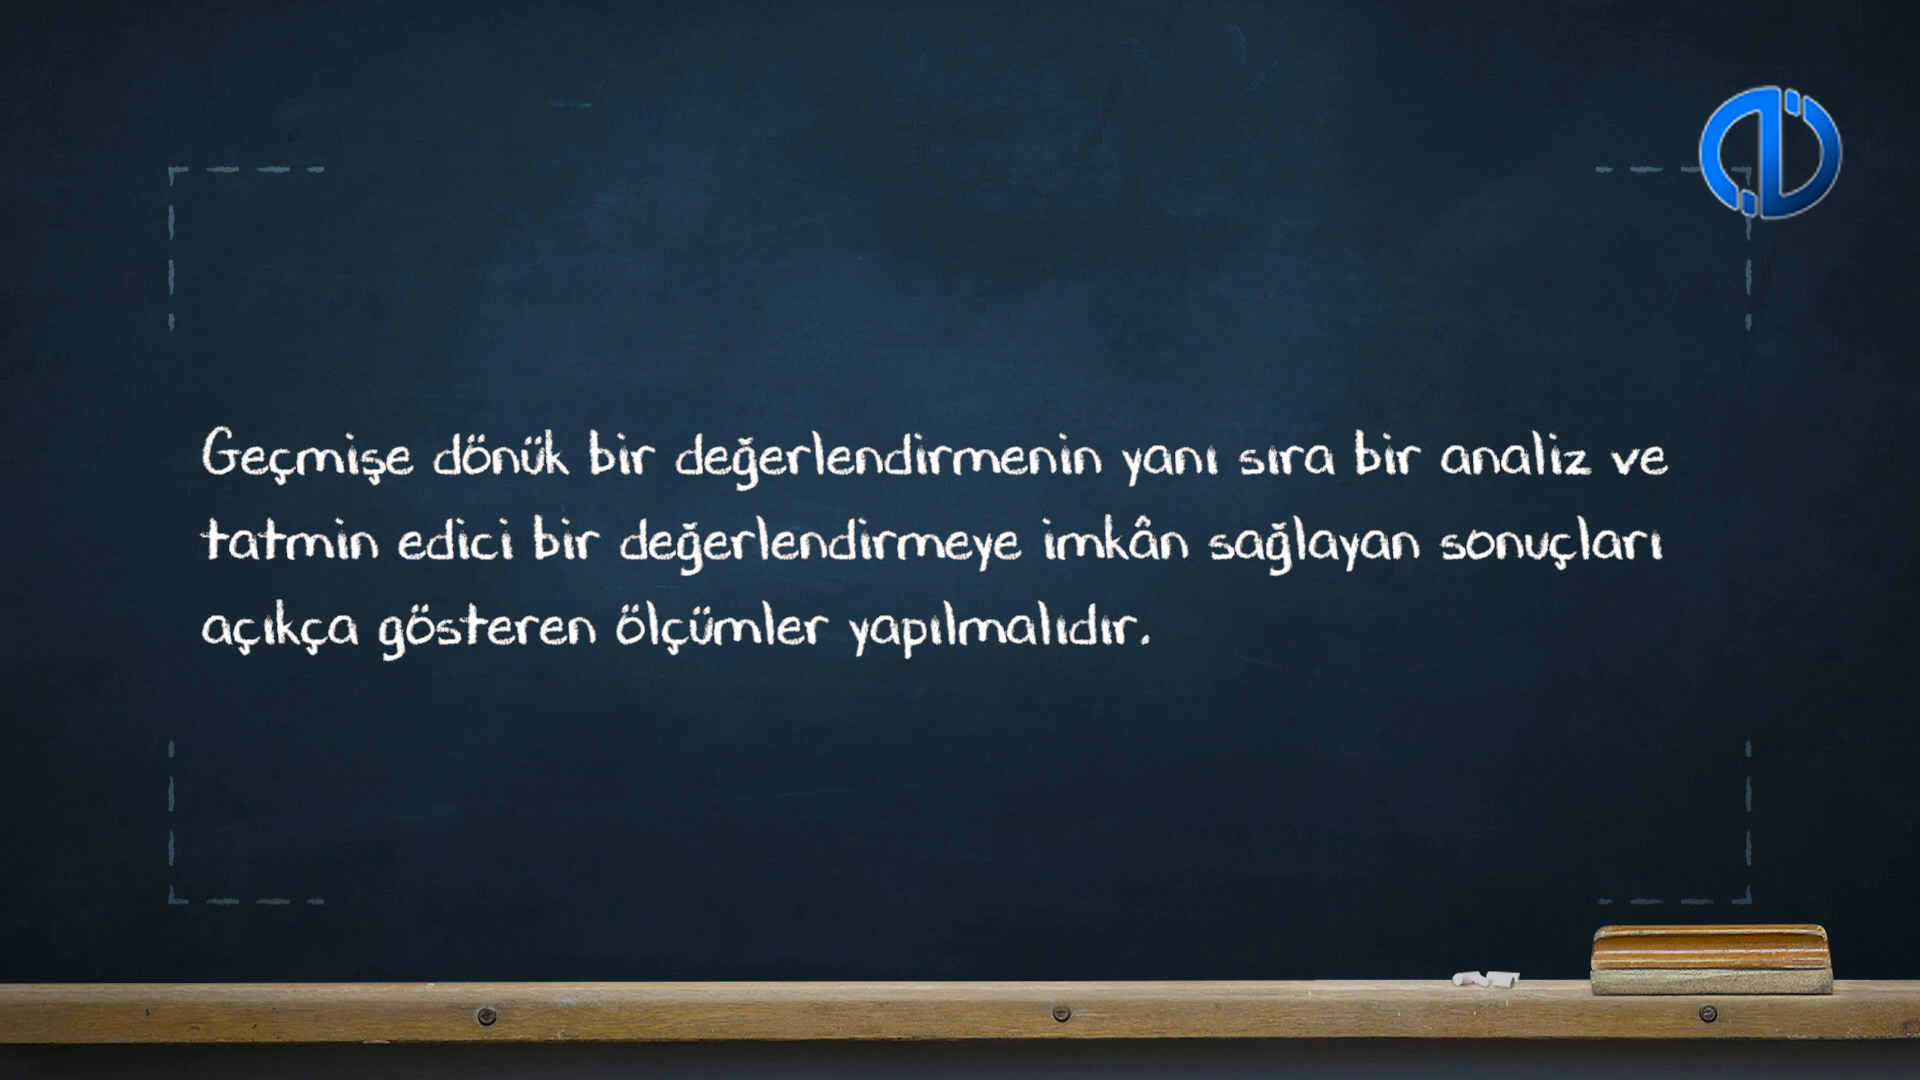 Geçmişe dönük bir değerlendirmenin yanı sıra bir analiz ve
tatmin edici bir değerlendirmeye imkân sağlayan sonuçları
açıkça gösteren ölçümler yapılmalıdır.